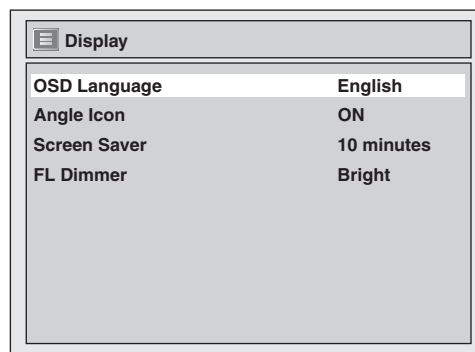 Display
OSD Language English
Angle Icon ON
Screen Saver 10 minutes
FL Dimmer Bright